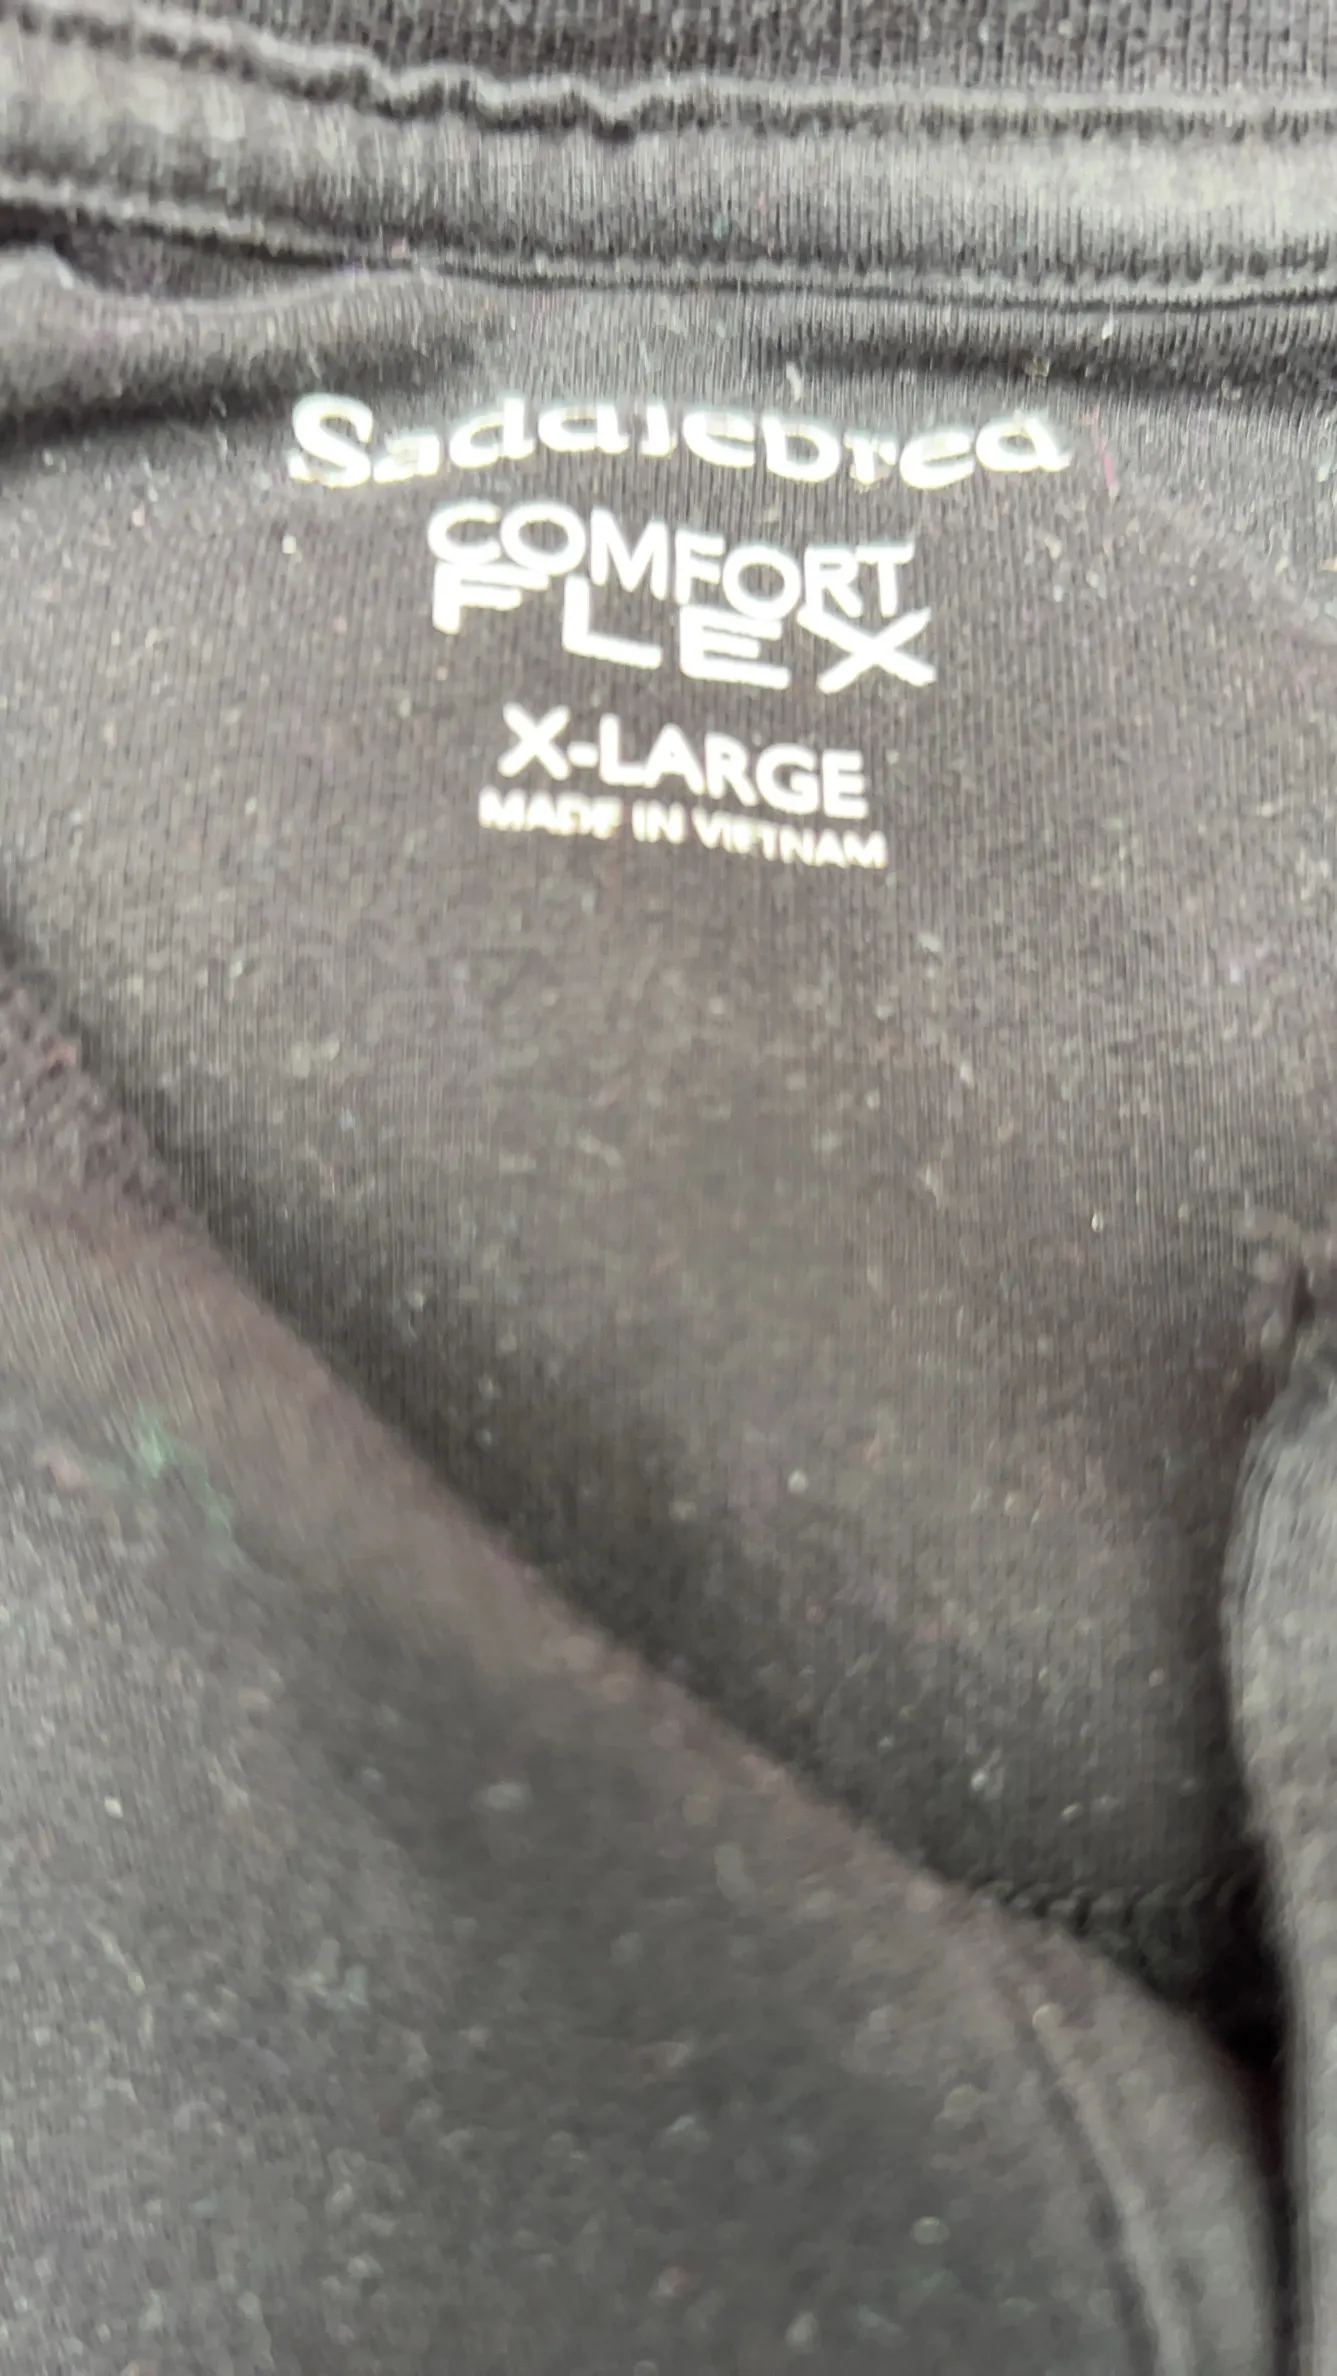 Saddlebred
COMFORT
FLEX
X-LARGE
MADE IN VIETNAM